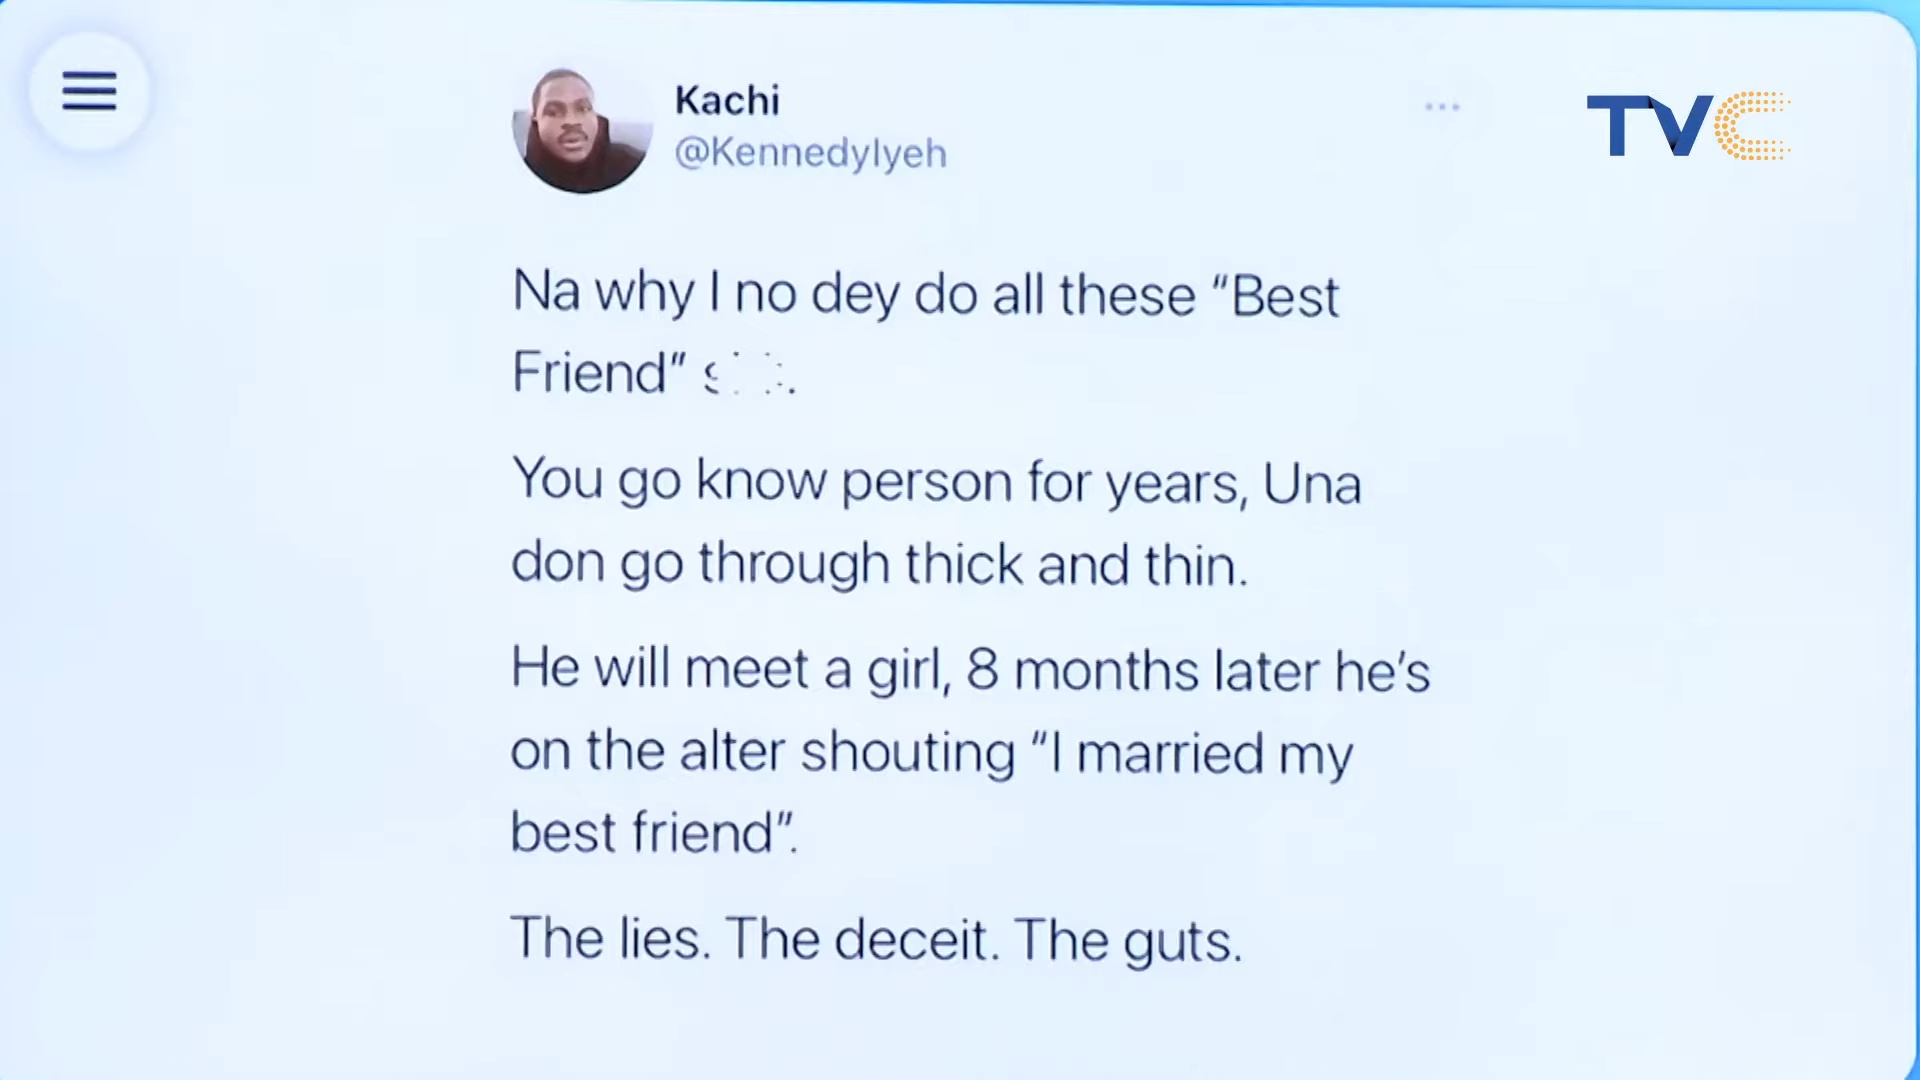 Kachi
@KennedyIyeh
TVC
Na why I no dey do all these “Best
Friend”
You go know person for years, Una
don go through thick and thin.
He will meet a girl, 8 months later he’s
on the alter shouting “I married my
best friend”.
The lies. The deceit. The guts.